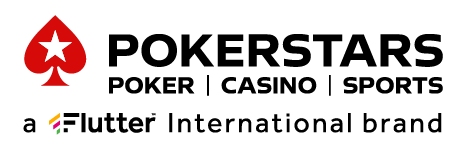 POKERSTARS
POKER | CASINO | SPORTS
a Flutter International brand